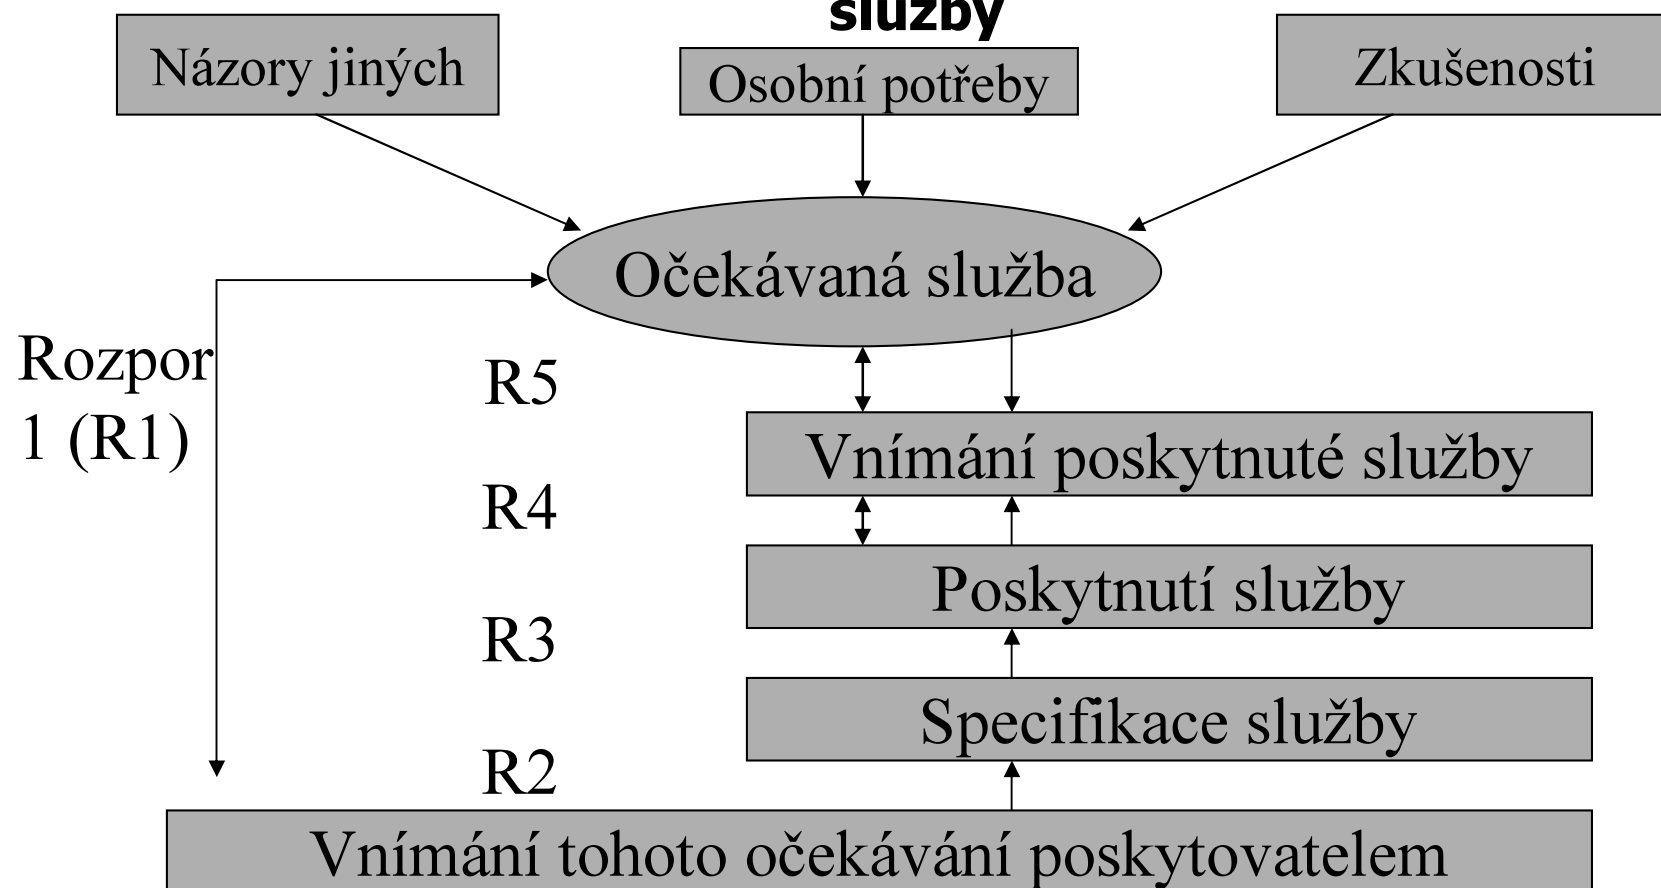 služby
Názory jiných
Osobní potřeby
Zkušenosti
Očekávaná služba
Rozpor
1 (R1)
R5
Vnímání poskytnuté služby
R4
Poskytnutí služby
R3
Specifikace služby
R2
Vnímání tohoto očekávání poskytovatelem